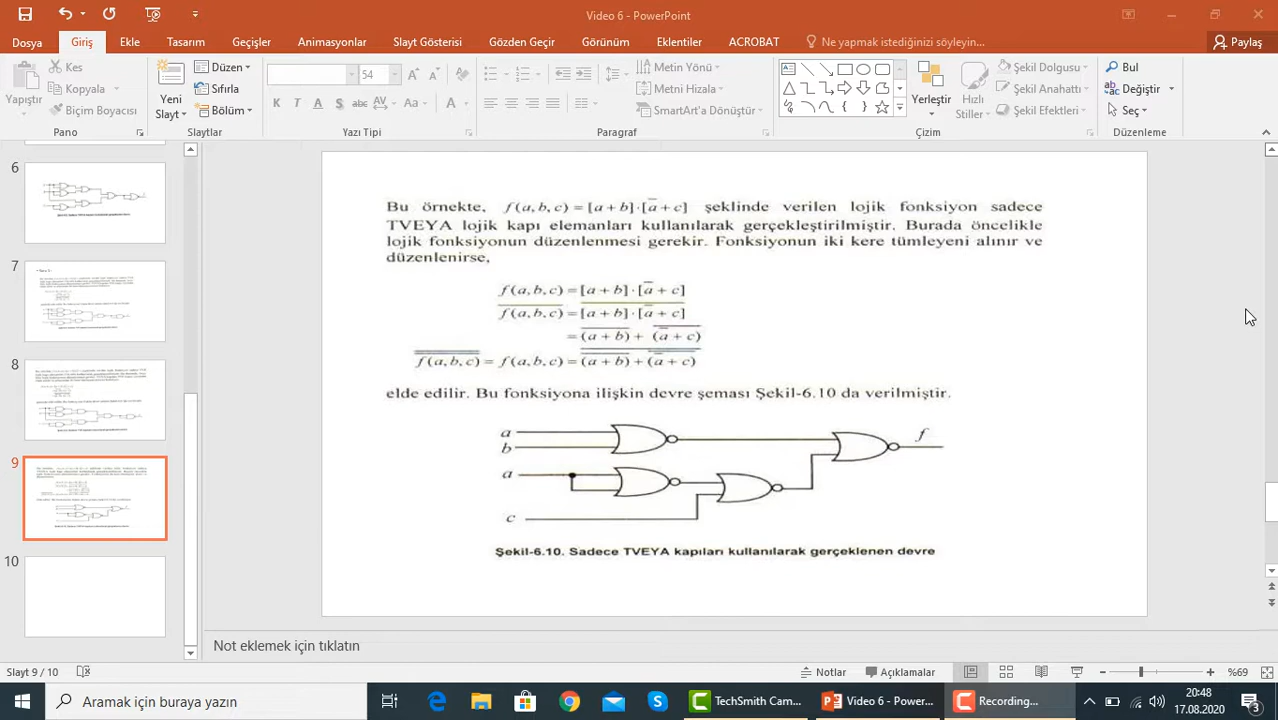 Video 6 - PowerPoint
Dosya Giriş Ekle Tasarım Geçişler Animasyonlar Slayt Gösterisi Gözden Geçir Görünüm Eklentiler ACROBAT Ne yapmak istediğinizi söyleyin... Paylaş
Yapıştır
Kes
Kopyala
Biçim Boyacısı
Pano
Yeni Slayt
Düzen
Sıfırla
Bölüm
Slaytlar
54
K T A S abc AV Aa A
Yazı Tipi
Metin Yönü
Metni Hizala
SmartArt'a Dönüştür
Paragraf
Yerleştir
Hızlı Stiller
Şekil Dolgusu
Şekil Anahattı
Şekil Efektleri
Çizim
Bul
Değiştir
Seç
Düzenleme
6
7
8
9
10
Bu örnekte, f(a,b,c) = [a + b]·[a̅ + c] şeklinde verilen lojik fonksiyon sadece
TVEYA lojik kapı elemanları kullanılarak gerçekleştirilmiştir. Burada öncelikle
lojik fonksiyonun düzenlenmesi gerekir. Fonksiyonun iki kere tümleyeni alınır ve
düzenlenirse,
f(a,b,c) = [a + b]·[a̅ + c]
f(a,b,c) = [a + b]·[a̅ + c]
= (a + b) + (a̅ + c)
f(a,b,c) = f(a,b,c) = (a + b) + (a̅ + c)
elde edilir. Bu fonksiyona ilişkin devre şeması Şekil-6.10 da verilmiştir.
a
b
f
a
c
Şekil-6.10. Sadece TVEYA kapıları kullanılarak gerçeklenen devre
Not eklemek için tıklatın
Slayt 9 / 10
Notlar
Açıklamalar
%69
Aramak için buraya yazın
TechSmith Cam...
Video 6 - Power...
Recording...
20:48
17.08.2020
3